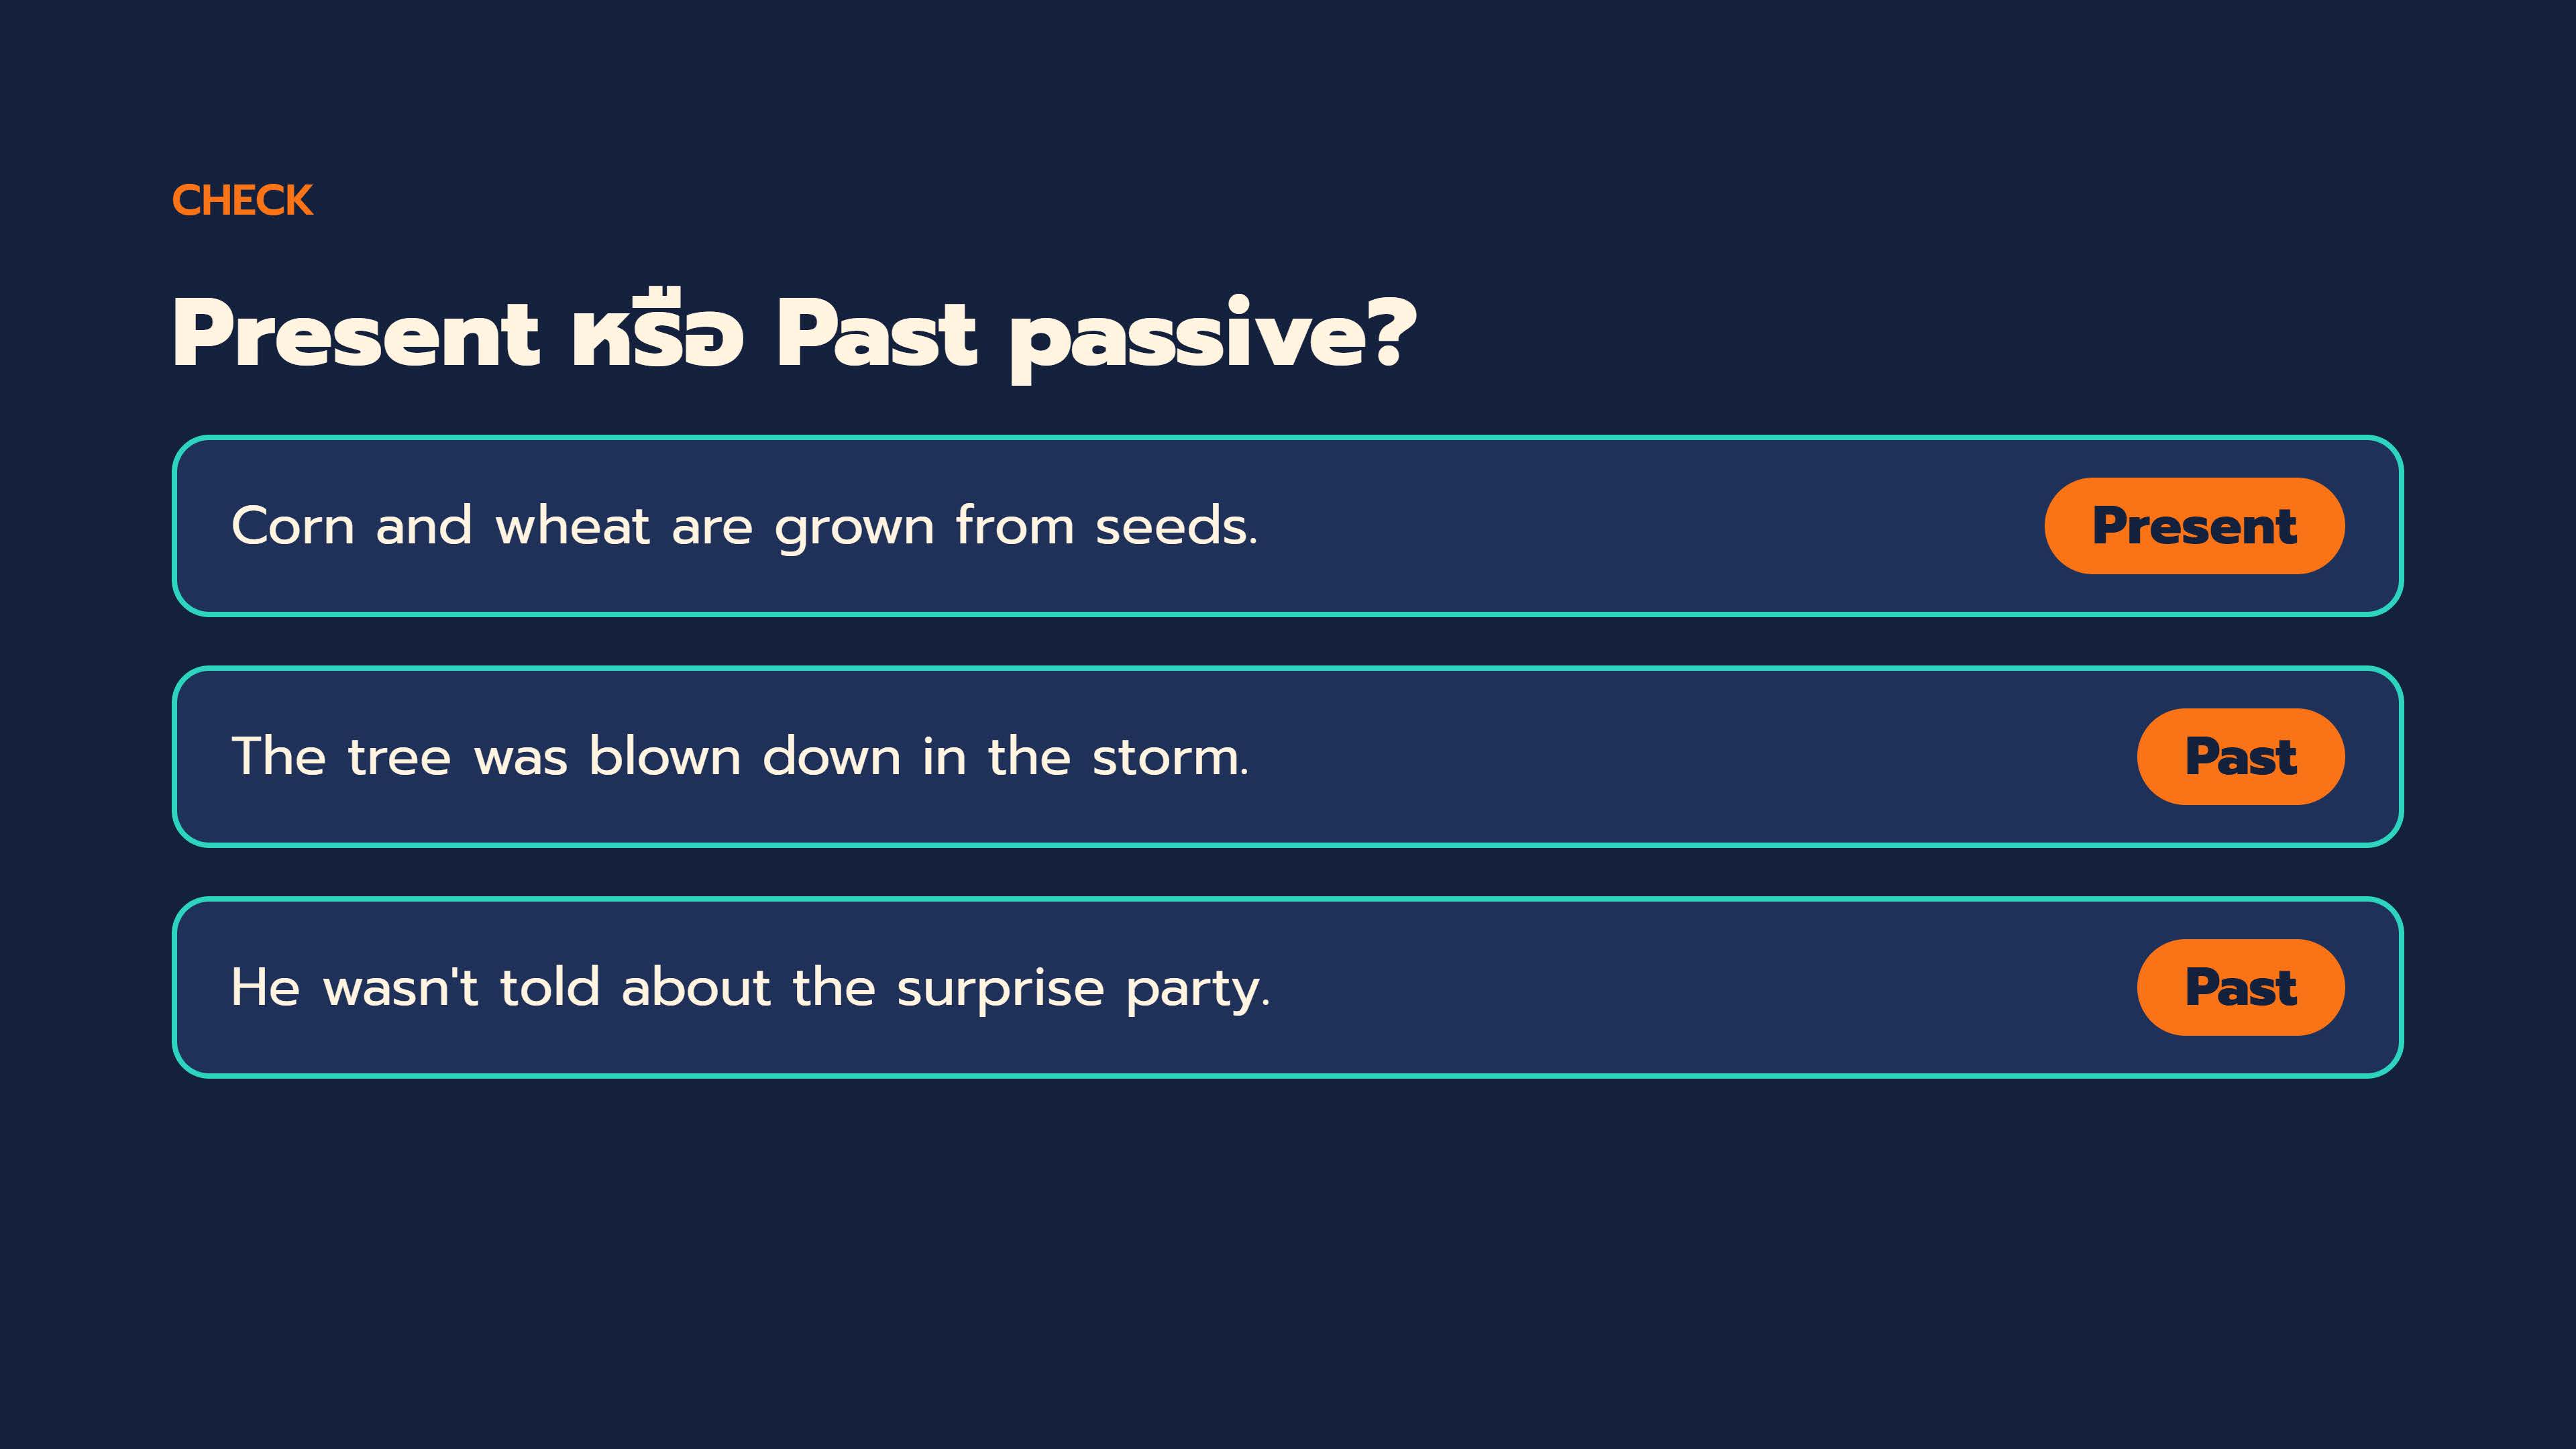 CHECK
Present หรือ Past passive?
Corn and wheat are grown from seeds. Present
The tree was blown down in the storm. Past
He wasn't told about the surprise party. Past